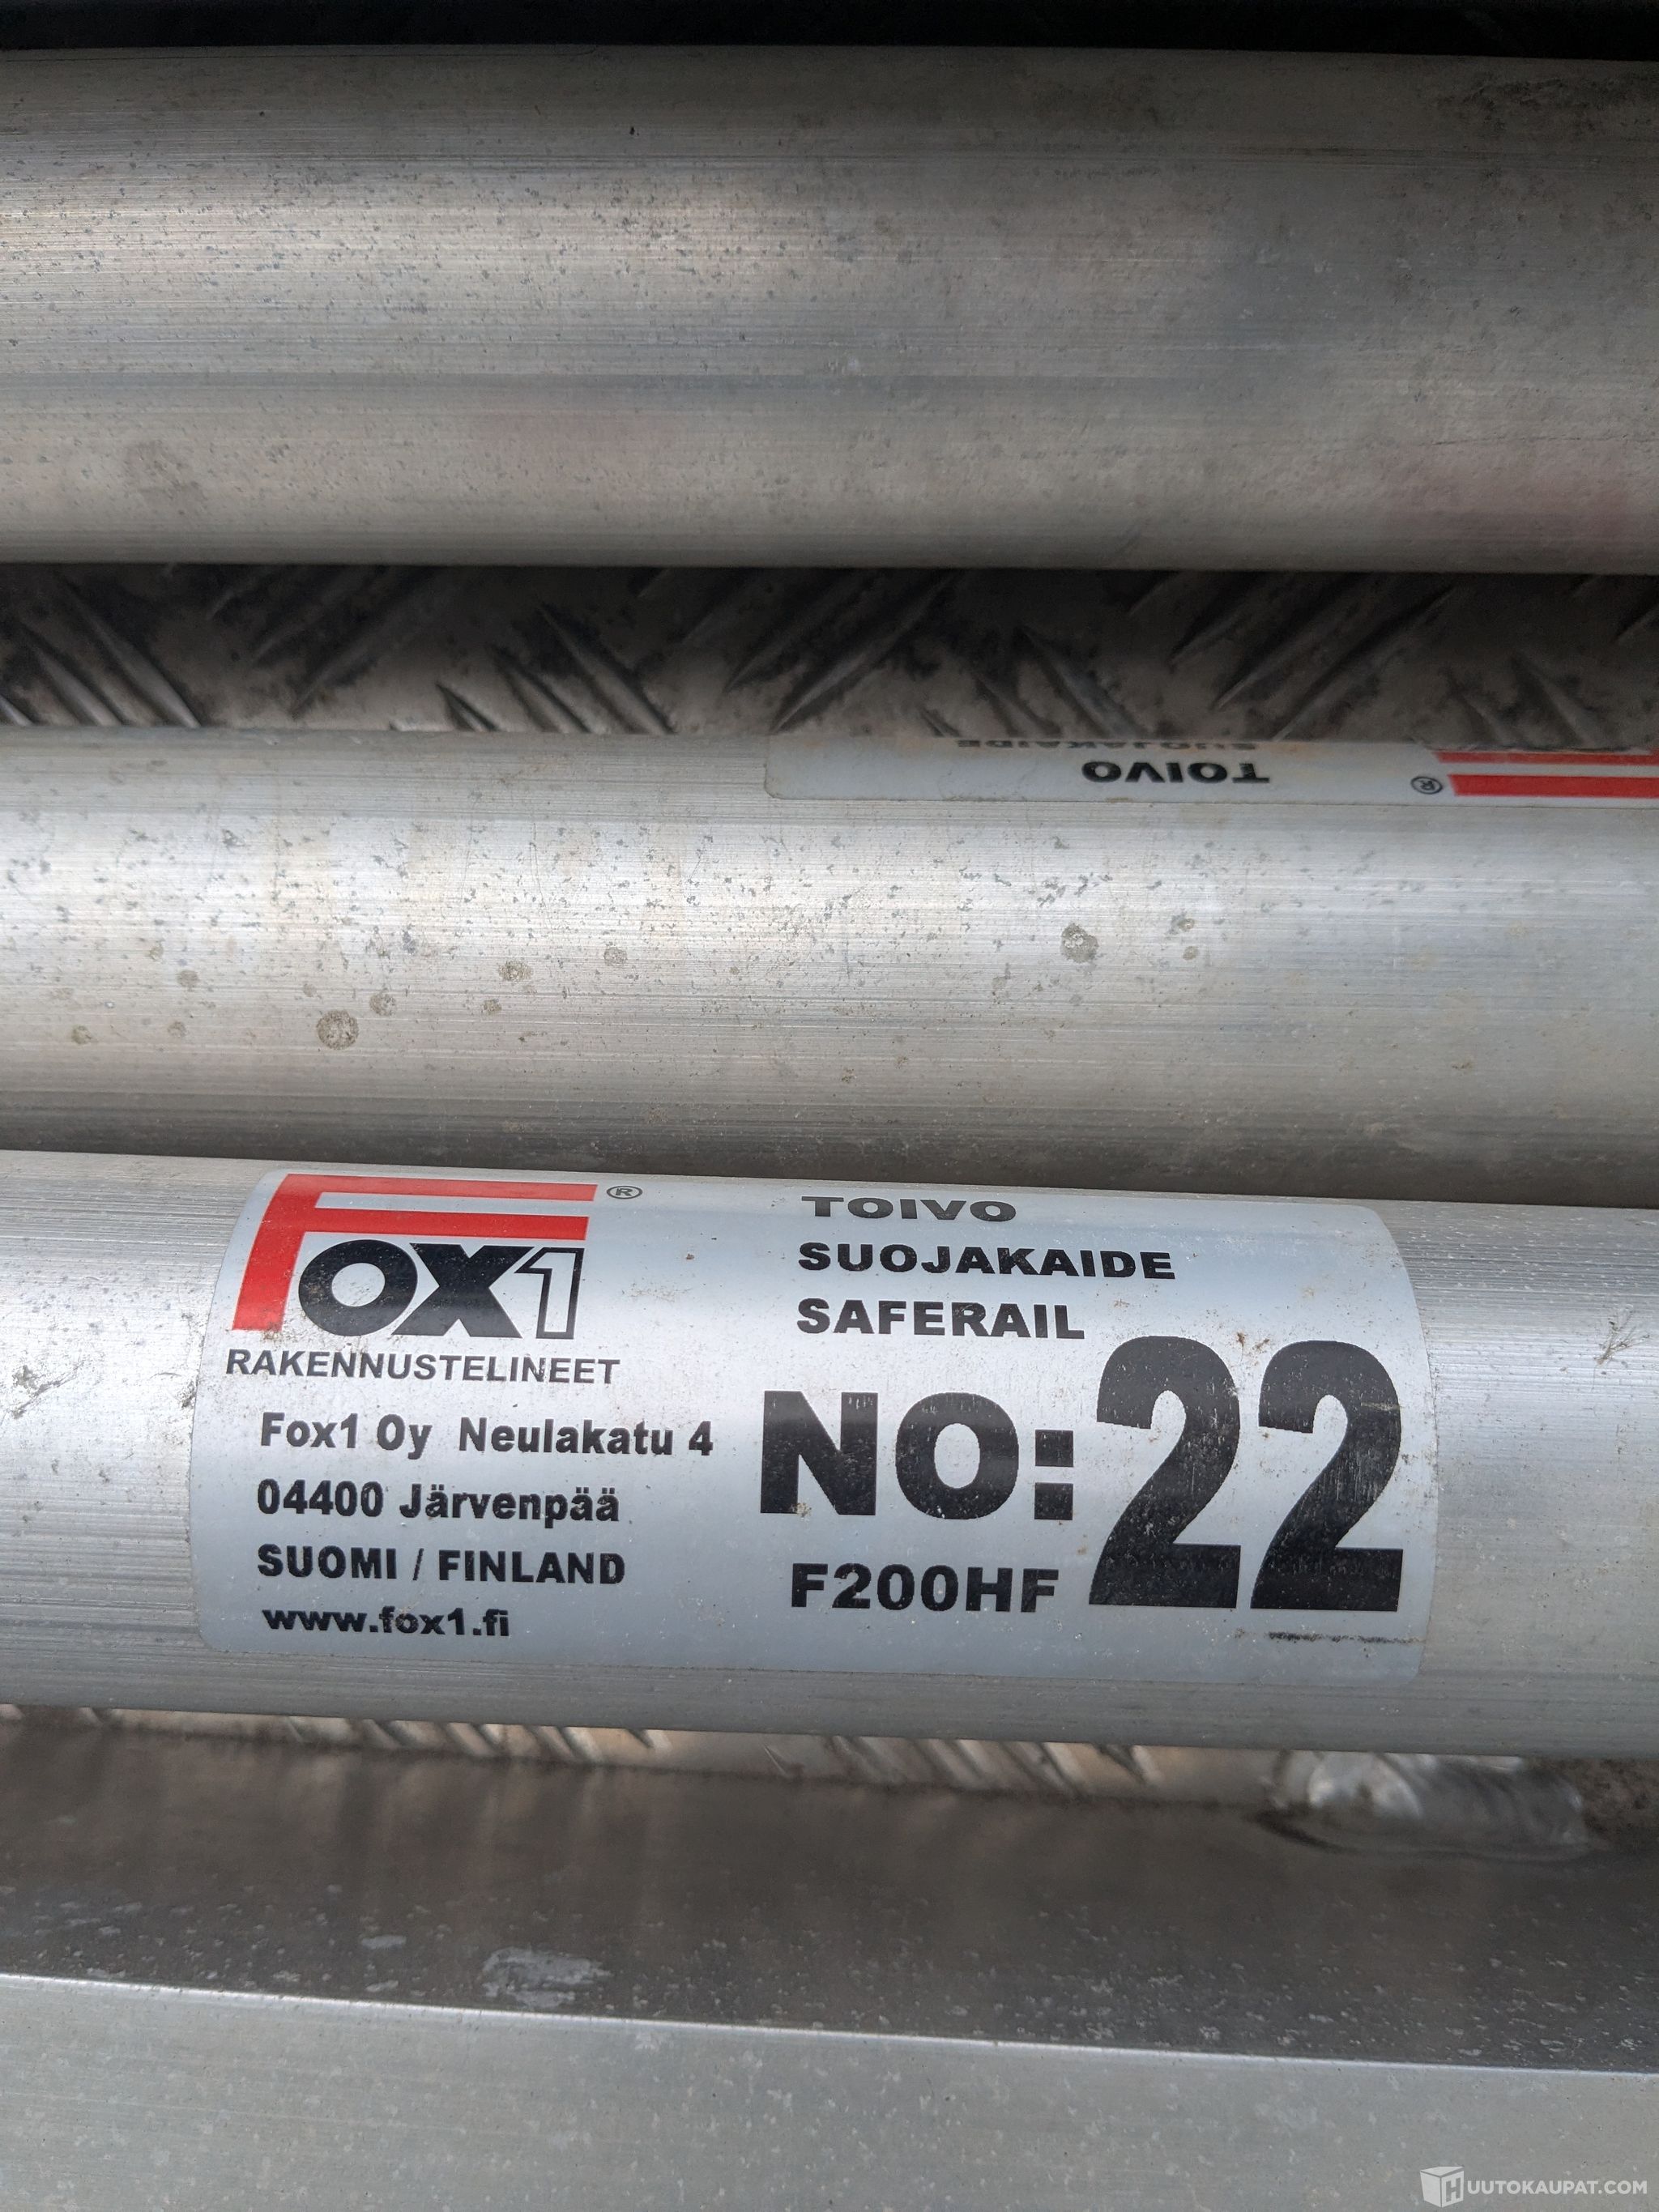 SUOJAKAIDE
TOIVO
®
FOX1®
RAKENNUSTELINEET
Fox1 Oy Neulakatu 4
04400 Järvenpää
SUOMI / FINLAND
www.fox1.fi
TOIVO
SUOJAKAIDE
SAFERAIL
NO:22
F200HF
HUUTOKAUPAT.COM